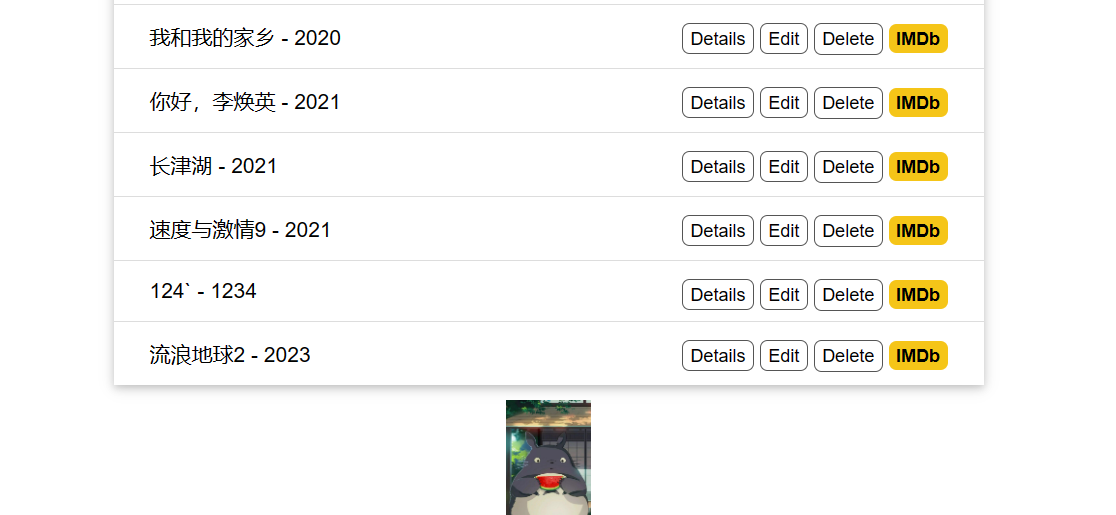 我和我的家乡 - 2020 Details Edit Delete IMDb
你好，李焕英 - 2021 Details Edit Delete IMDb
长津湖 - 2021 Details Edit Delete IMDb
速度与激情9 - 2021 Details Edit Delete IMDb
124` - 1234 Details Edit Delete IMDb
流浪地球2 - 2023 Details Edit Delete IMDb